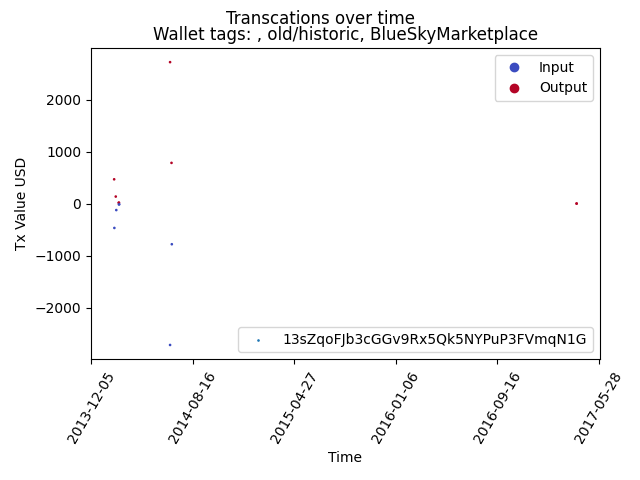 Transcations over time
Wallet tags: , old/historic, BlueSkyMarketplace
Input
Output
Tx Value USD
2000
1000
0
−1000
−2000
13sZqoFJb3cGGv9Rx5Qk5NYPuP3FVmqN1G
2013-12-05
2014-08-16
2015-04-27
2016-01-06
2016-09-16
2017-05-28
Time